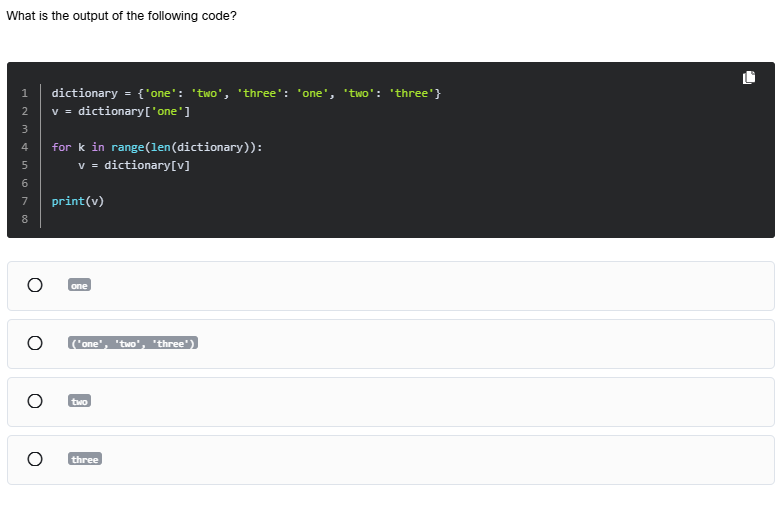 What is the output of the following code?
1 dictionary = {'one': 'two', 'three': 'one', 'two': 'three'}
2 v = dictionary['one']
3
4 for k in range(len(dictionary)):
5     v = dictionary[v]
6
7 print(v)
8
one
('one', 'two', 'three')
two
three